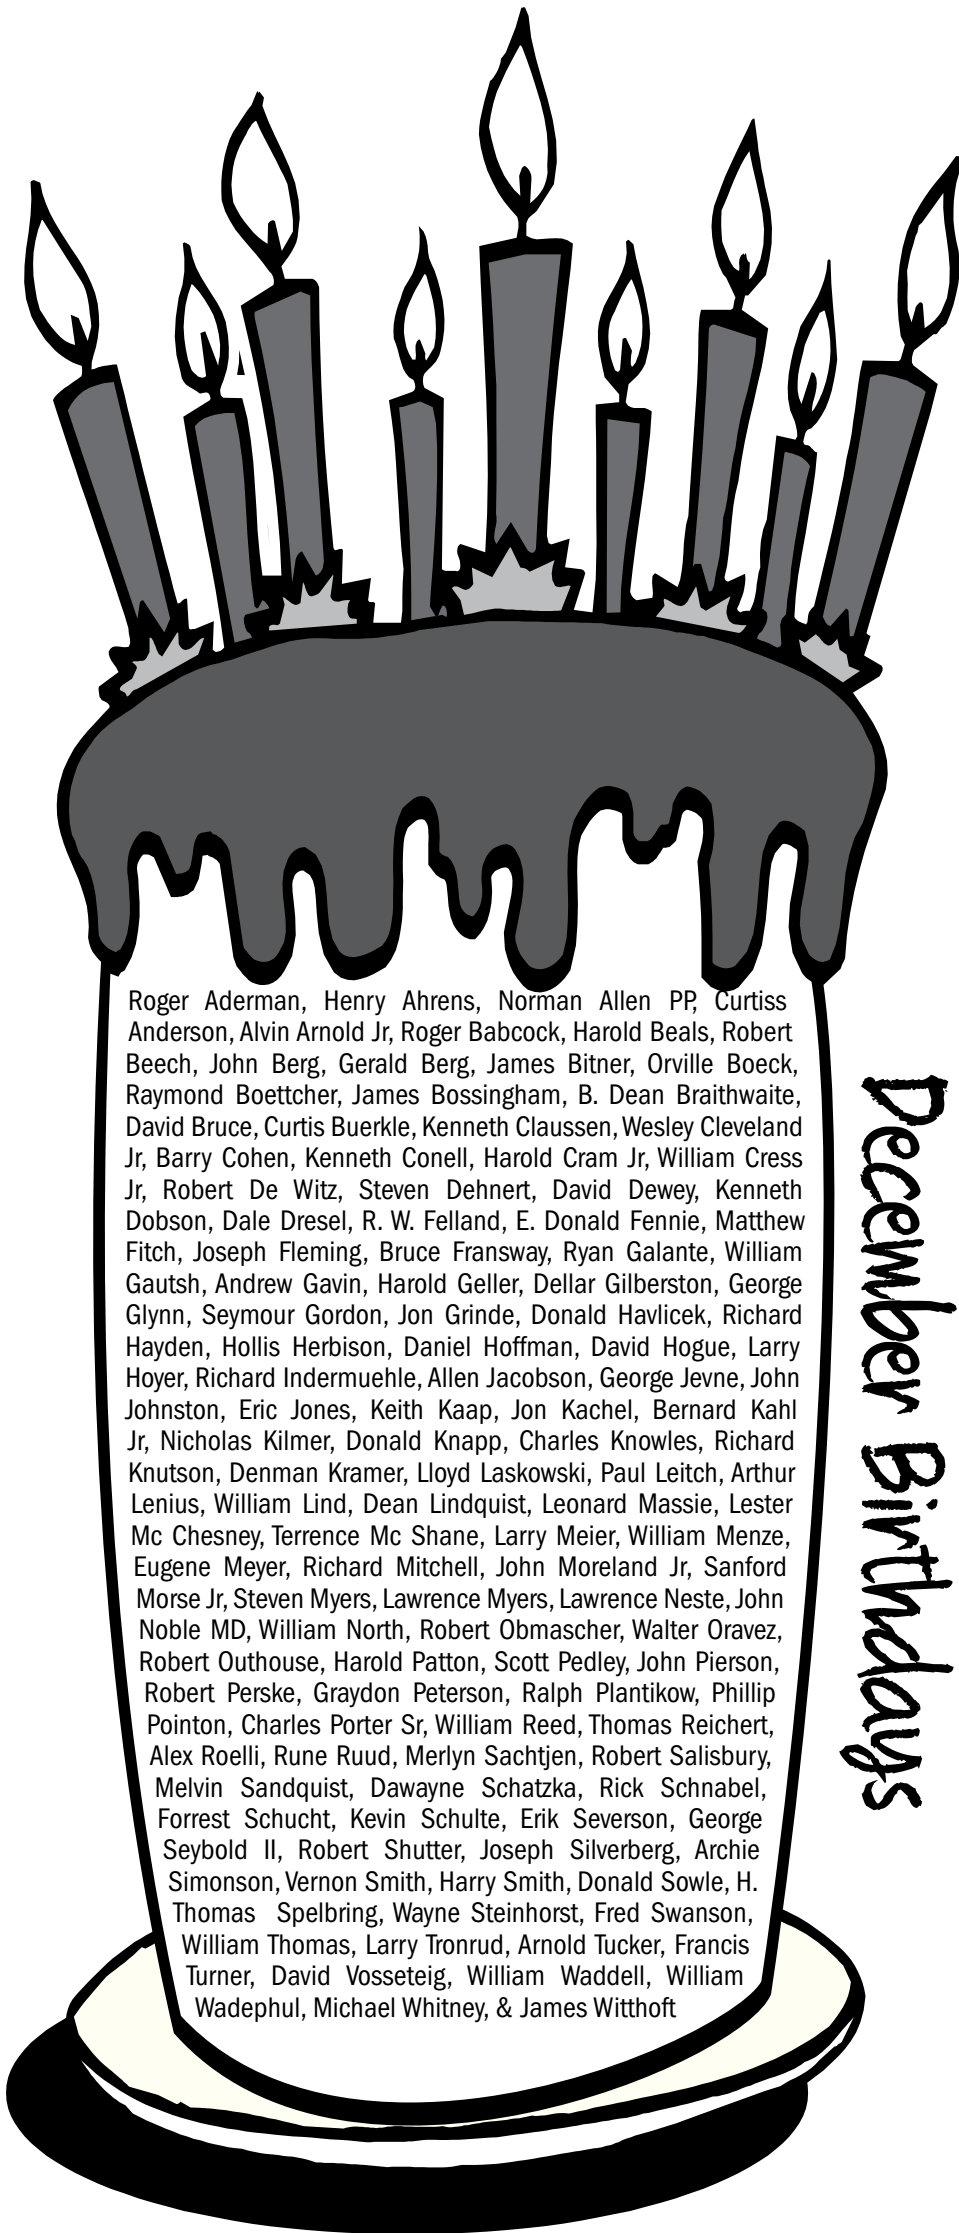 Roger Aderman, Henry Ahrens, Norman Allen PP, Curtiss
Anderson, Alvin Arnold Jr, Roger Babcock, Harold Beals, Robert
Beech, John Berg, Gerald Berg, James Bitner, Orville Boeck,
Raymond Boettcher, James Bossingham, B. Dean Braithwaite,
David Bruce, Curtis Buerkle, Kenneth Claussen, Wesley Cleveland
Jr, Barry Cohen, Kenneth Conell, Harold Cram Jr, William Cress
Jr, Robert De Witz, Steven Dehnert, David Dewey, Kenneth
Dobson, Dale Dresel, R. W. Felland, E. Donald Fennie, Matthew
Fitch, Joseph Fleming, Bruce Fransway, Ryan Galante, William
Gautsh, Andrew Gavin, Harold Geller, Dellar Gilberston, George
Glynn, Seymour Gordon, Jon Grinde, Donald Havlicek, Richard
Hayden, Hollis Herbison, Daniel Hoffman, David Hogue, Larry
Hoyer, Richard Indermuehle, Allen Jacobson, George Jevne, John
Johnston, Eric Jones, Keith Kaap, Jon Kachel, Bernard Kahl
Jr, Nicholas Kilmer, Donald Knapp, Charles Knowles, Richard
Knutson, Denman Kramer, Lloyd Laskowski, Paul Leitch, Arthur
Lenius, William Lind, Dean Lindquist, Leonard Massie, Lester
Mc Chesney, Terrence Mc Shane, Larry Meier, William Menze,
Eugene Meyer, Richard Mitchell, John Moreland Jr, Sanford
Morse Jr, Steven Myers, Lawrence Myers, Lawrence Neste, John
Noble MD, William North, Robert Obmascher, Walter Oravez,
Robert Outhouse, Harold Patton, Scott Pedley, John Pierson,
Robert Perske, Graydon Peterson, Ralph Plantikow, Phillip
Pointon, Charles Porter Sr, William Reed, Thomas Reichert,
Alex Roelli, Rune Ruud, Merlyn Sachtjen, Robert Salisbury,
Melvin Sandquist, Dawayne Schatzka, Rick Schnabel,
Forrest Schucht, Kevin Schulte, Erik Severson, George
Seybold II, Robert Shutter, Joseph Silverberg, Archie
Simonson, Vernon Smith, Harry Smith, Donald Sowle, H.
Thomas Spelbring, Wayne Steinhorst, Fred Swanson,
William Thomas, Larry Tronrud, Arnold Tucker, Francis
Turner, David Vosseteig, William Waddell, William
Wadephul, Michael Whitney, & James Witthoft
December Birthdays